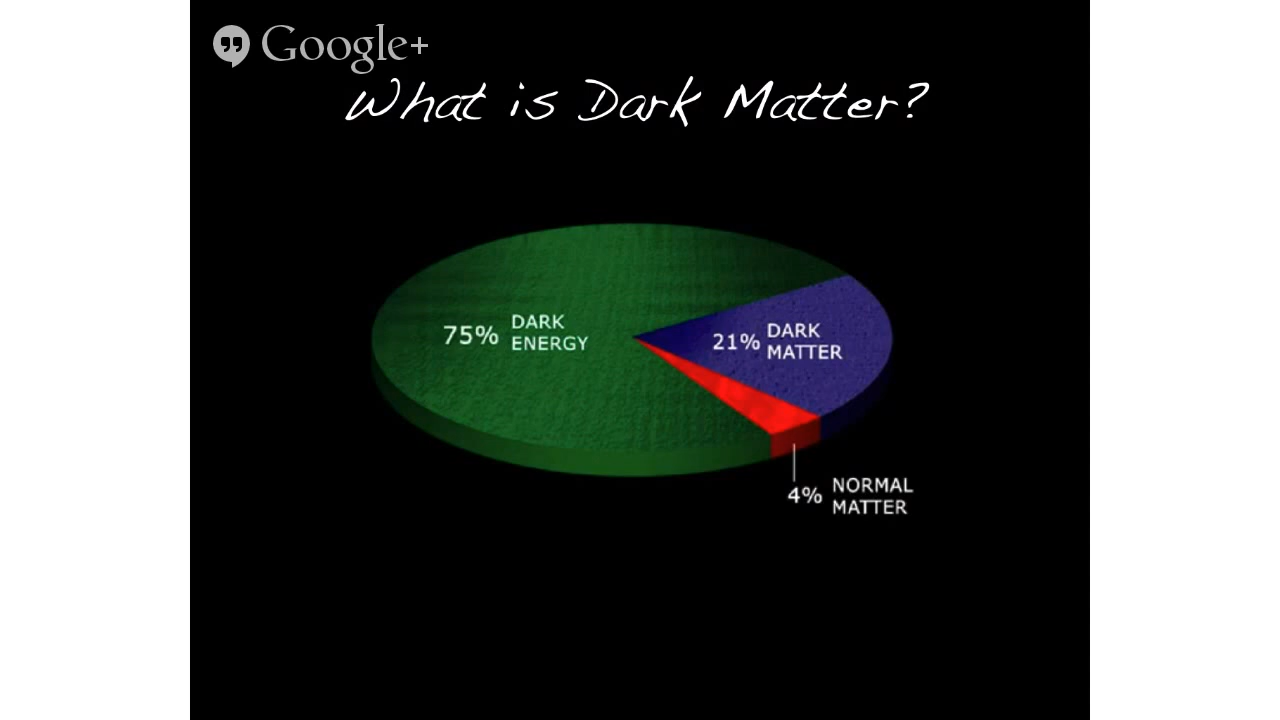 Google+
What is Dark Matter?
75% DARK
ENERGY
21% DARK
MATTER
4% NORMAL
MATTER